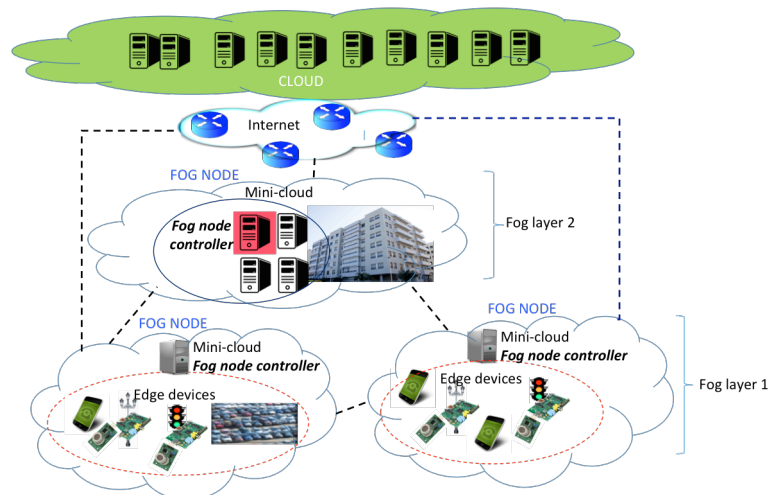 CLOUD
Internet
FOG NODE
Mini-cloud
Fog node
controller
Fog layer 2
FOG NODE
Mini-cloud
Fog node controller
Edge devices
FOG NODE
Mini-cloud
Fog node controller
Edge devices
Fog layer 1